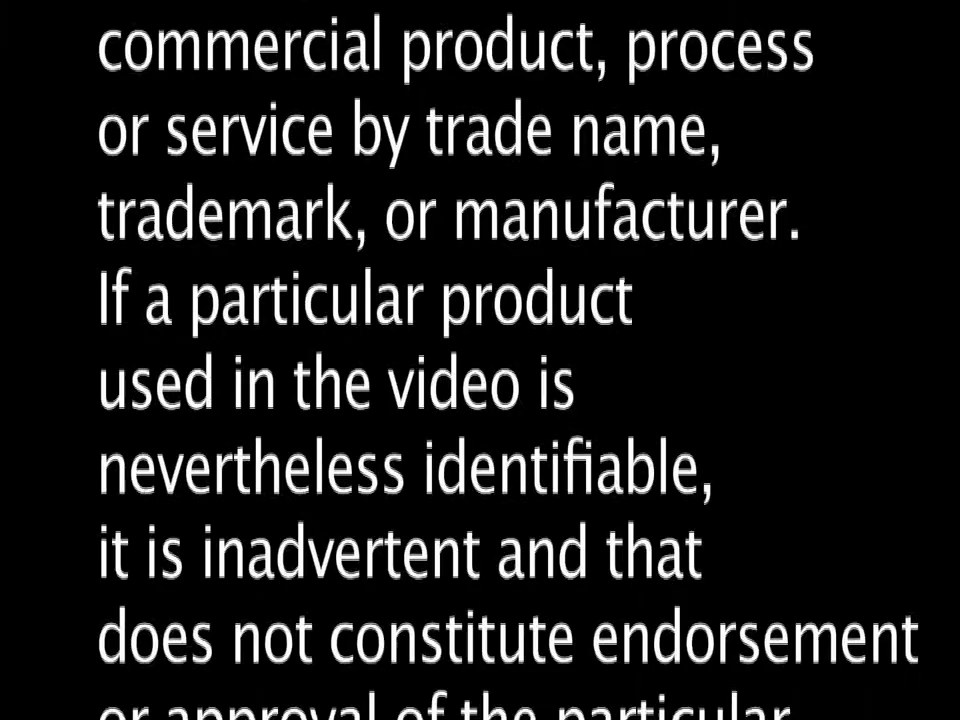 commercial product, process
or service by trade name,
trademark, or manufacturer.
If a particular product
used in the video is
nevertheless identifiable,
it is inadvertent and that
does not constitute endorsement
or approval of the particular